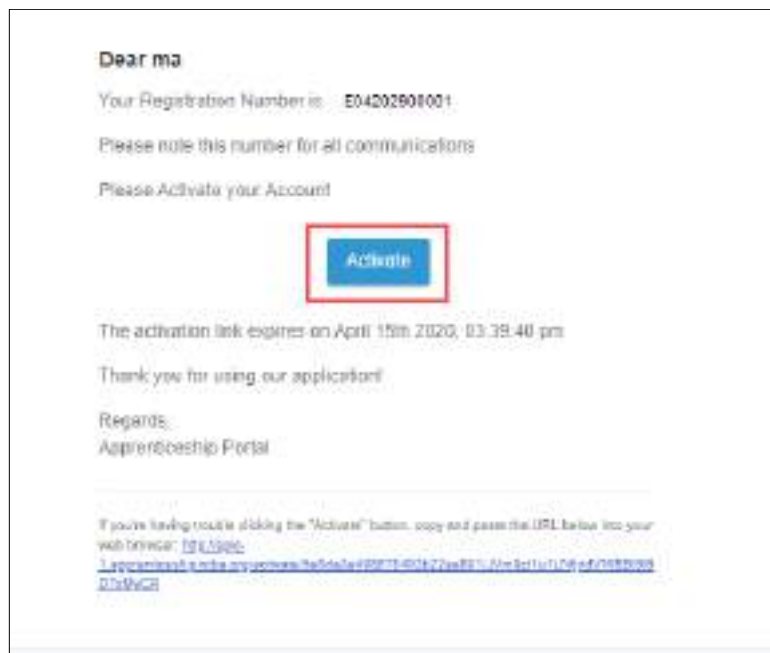 Dear ma
Your Registration Number is E04202900001
Please note this number for all communications
Please Activate your Account
Activate
The activation link expires on April 15th 2020, 03:39:40 pm
Thank you for using our application!
Regards,
Apprenticeship Portal
If you're having trouble clicking the "Activate" button, copy and paste the URL below into your
web browser: